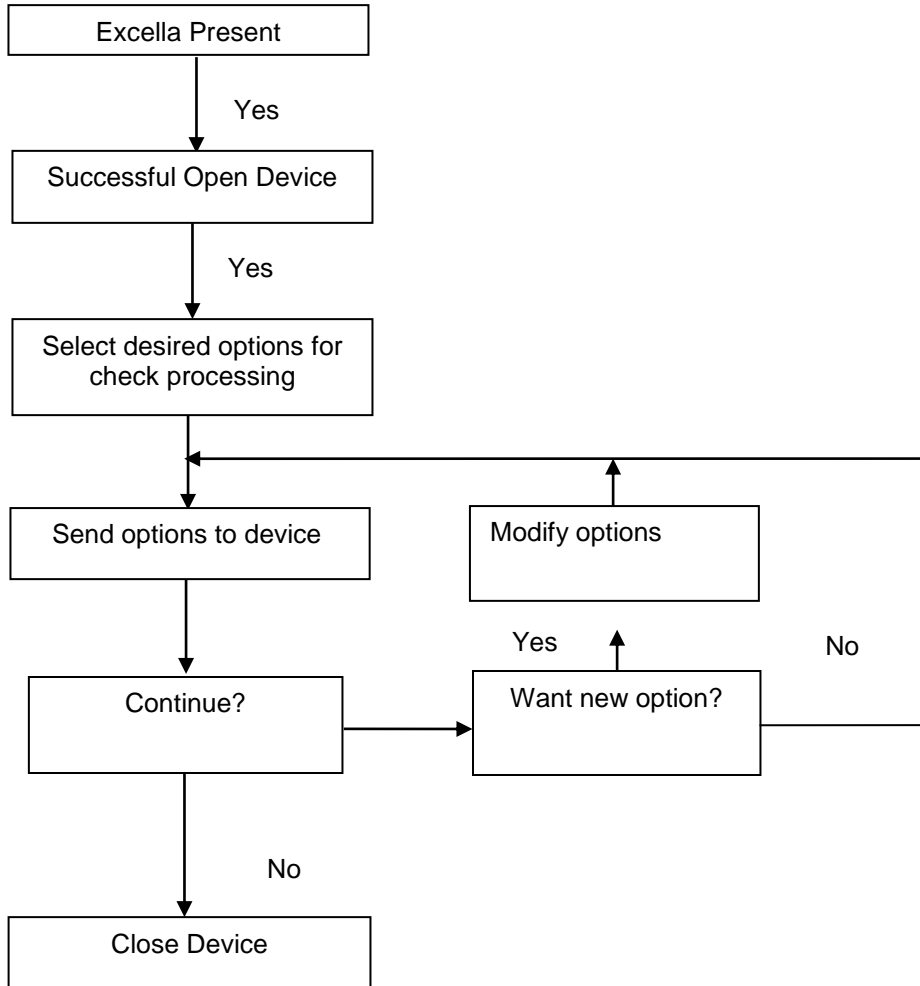 Excella Present
Yes
Successful Open Device
Yes
Select desired options for
check processing
Send options to device
Modify options
Yes
No
Continue?
Want new option?
No
Close Device